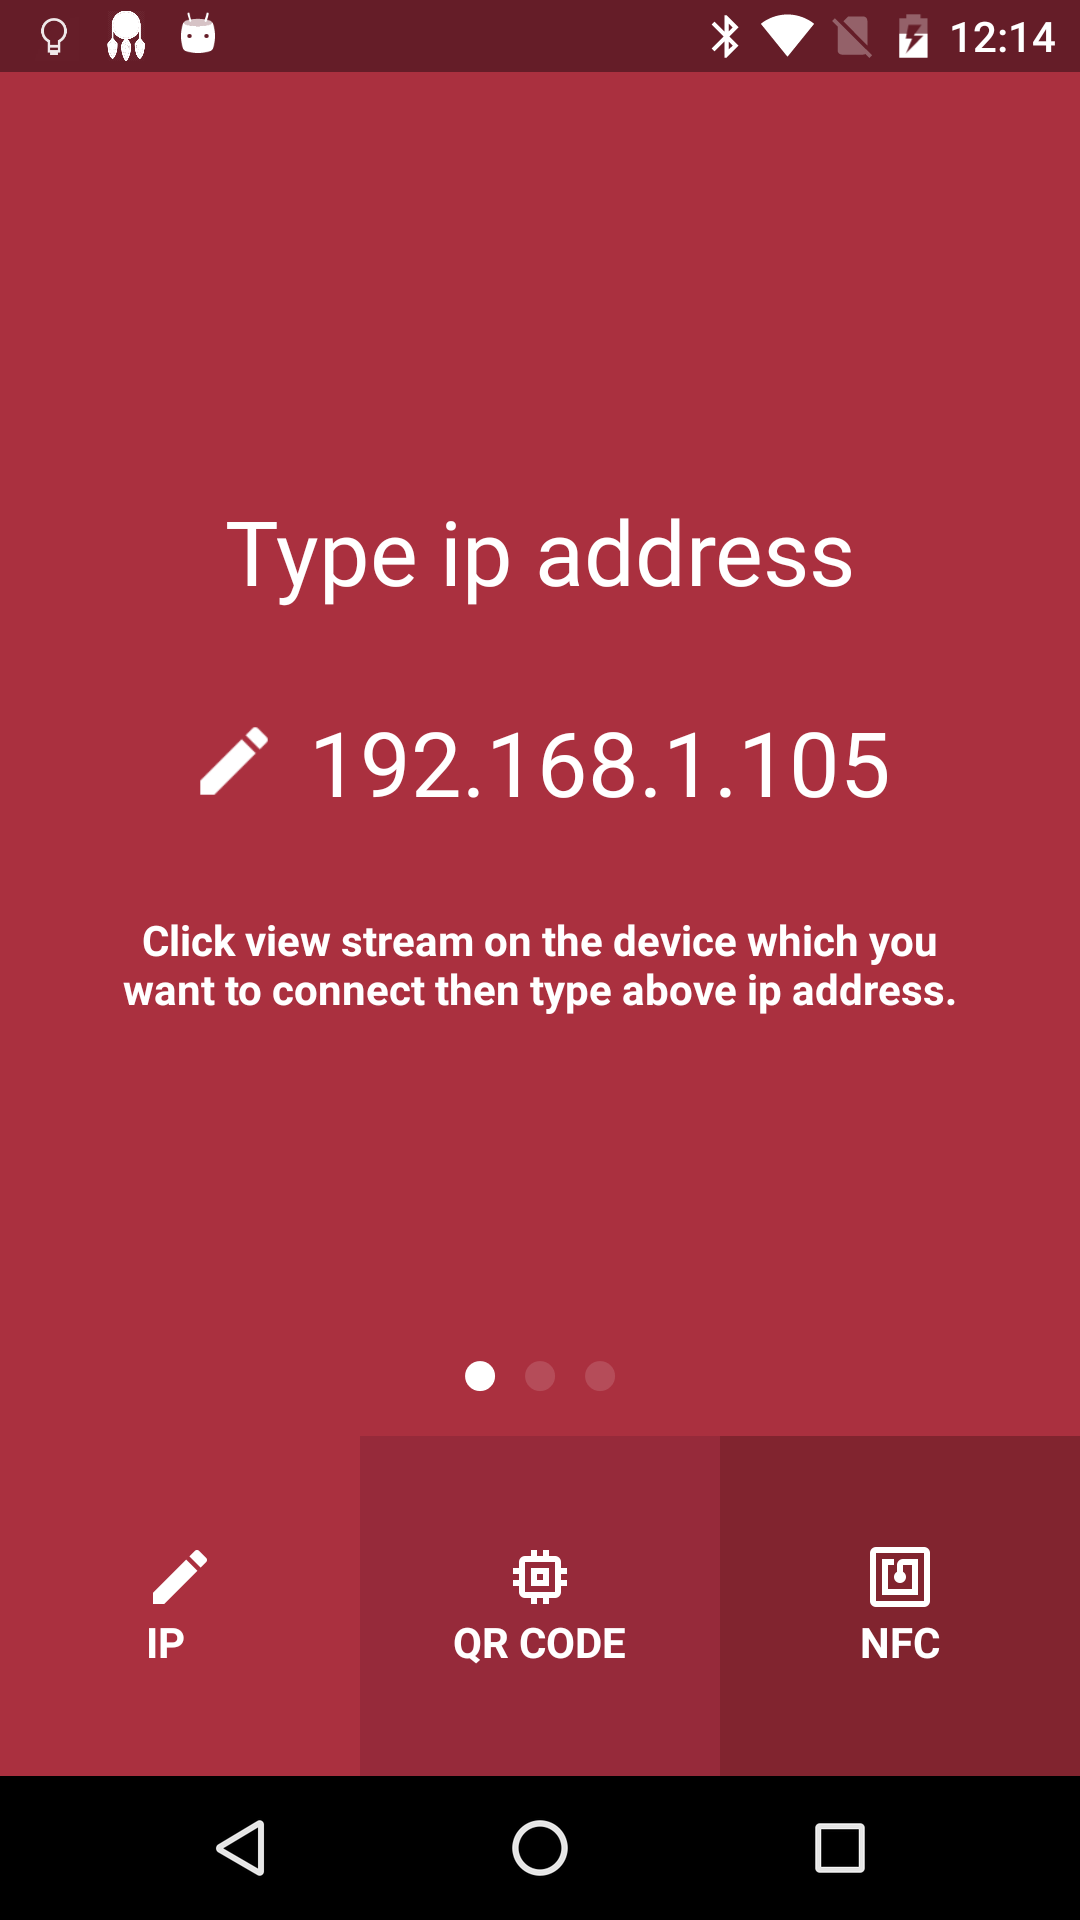 12:14
Type ip address
192.168.1.105
Click view stream on the device which you
want to connect then type above ip address.
IP
QR CODE
NFC